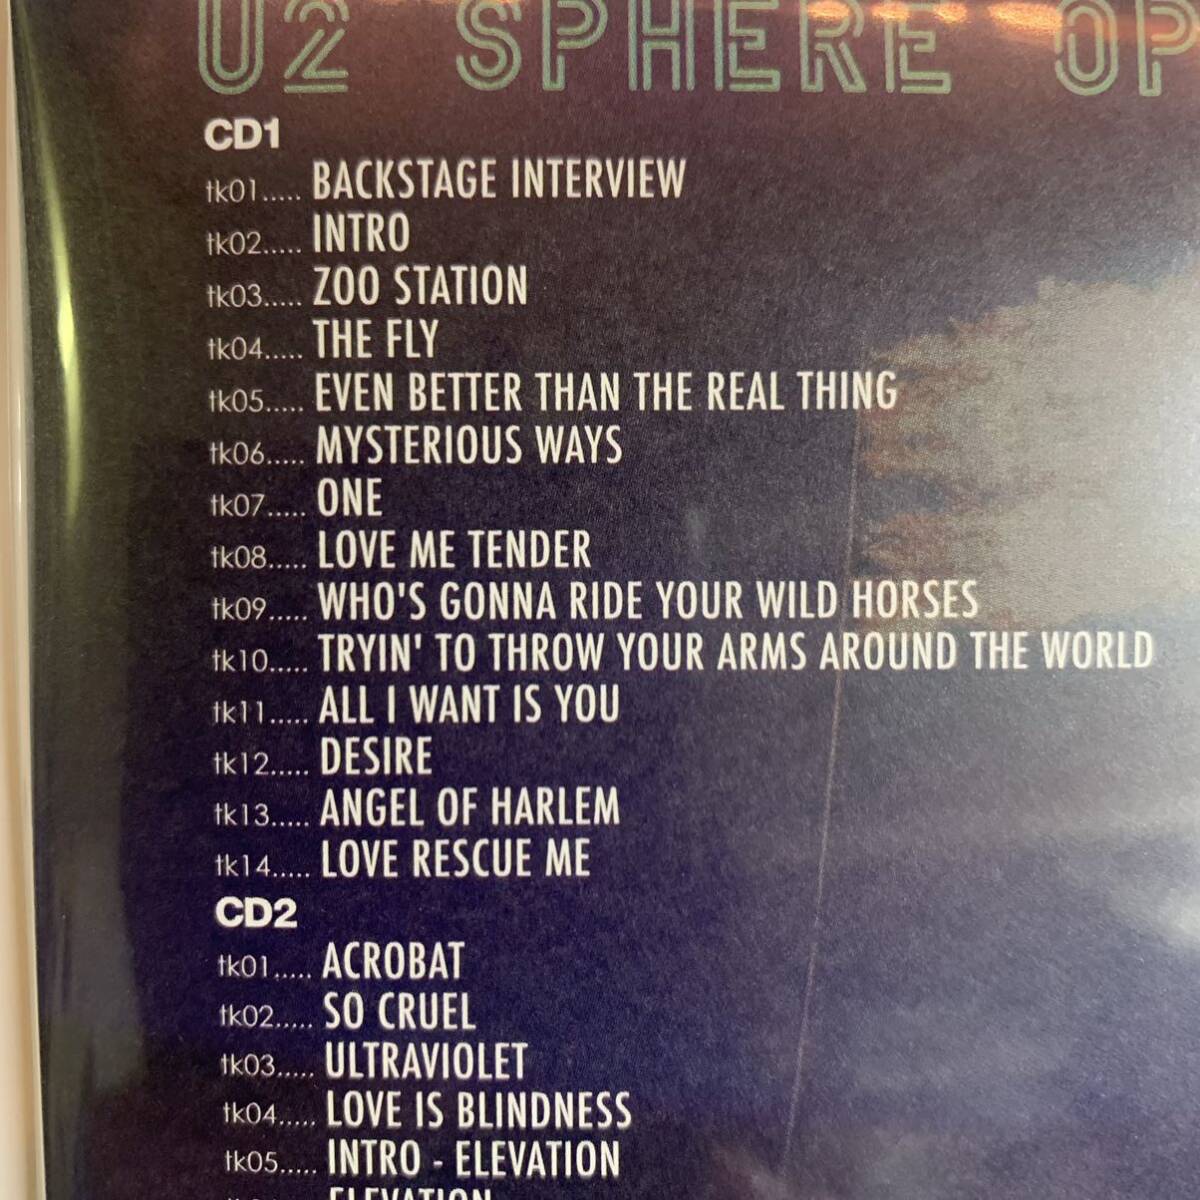 U2 SPHERE OP
CD1
tk01..... BACKSTAGE INTERVIEW
tk02..... INTRO
tk03..... ZOO STATION
tk04..... THE FLY
tk05..... EVEN BETTER THAN THE REAL THING
tk06..... MYSTERIOUS WAYS
tk07..... ONE
tk08..... LOVE ME TENDER
tk09..... WHO'S GONNA RIDE YOUR WILD HORSES
tk10..... TRYIN' TO THROW YOUR ARMS AROUND THE WORLD
tk11..... ALL I WANT IS YOU
tk12..... DESIRE
tk13..... ANGEL OF HARLEM
tk14..... LOVE RESCUE ME
CD2
tk01..... ACROBAT
tk02..... SO CRUEL
tk03..... ULTRAVIOLET
tk04..... LOVE IS BLINDNESS
tk05..... INTRO - ELEVATION
ELEVATION